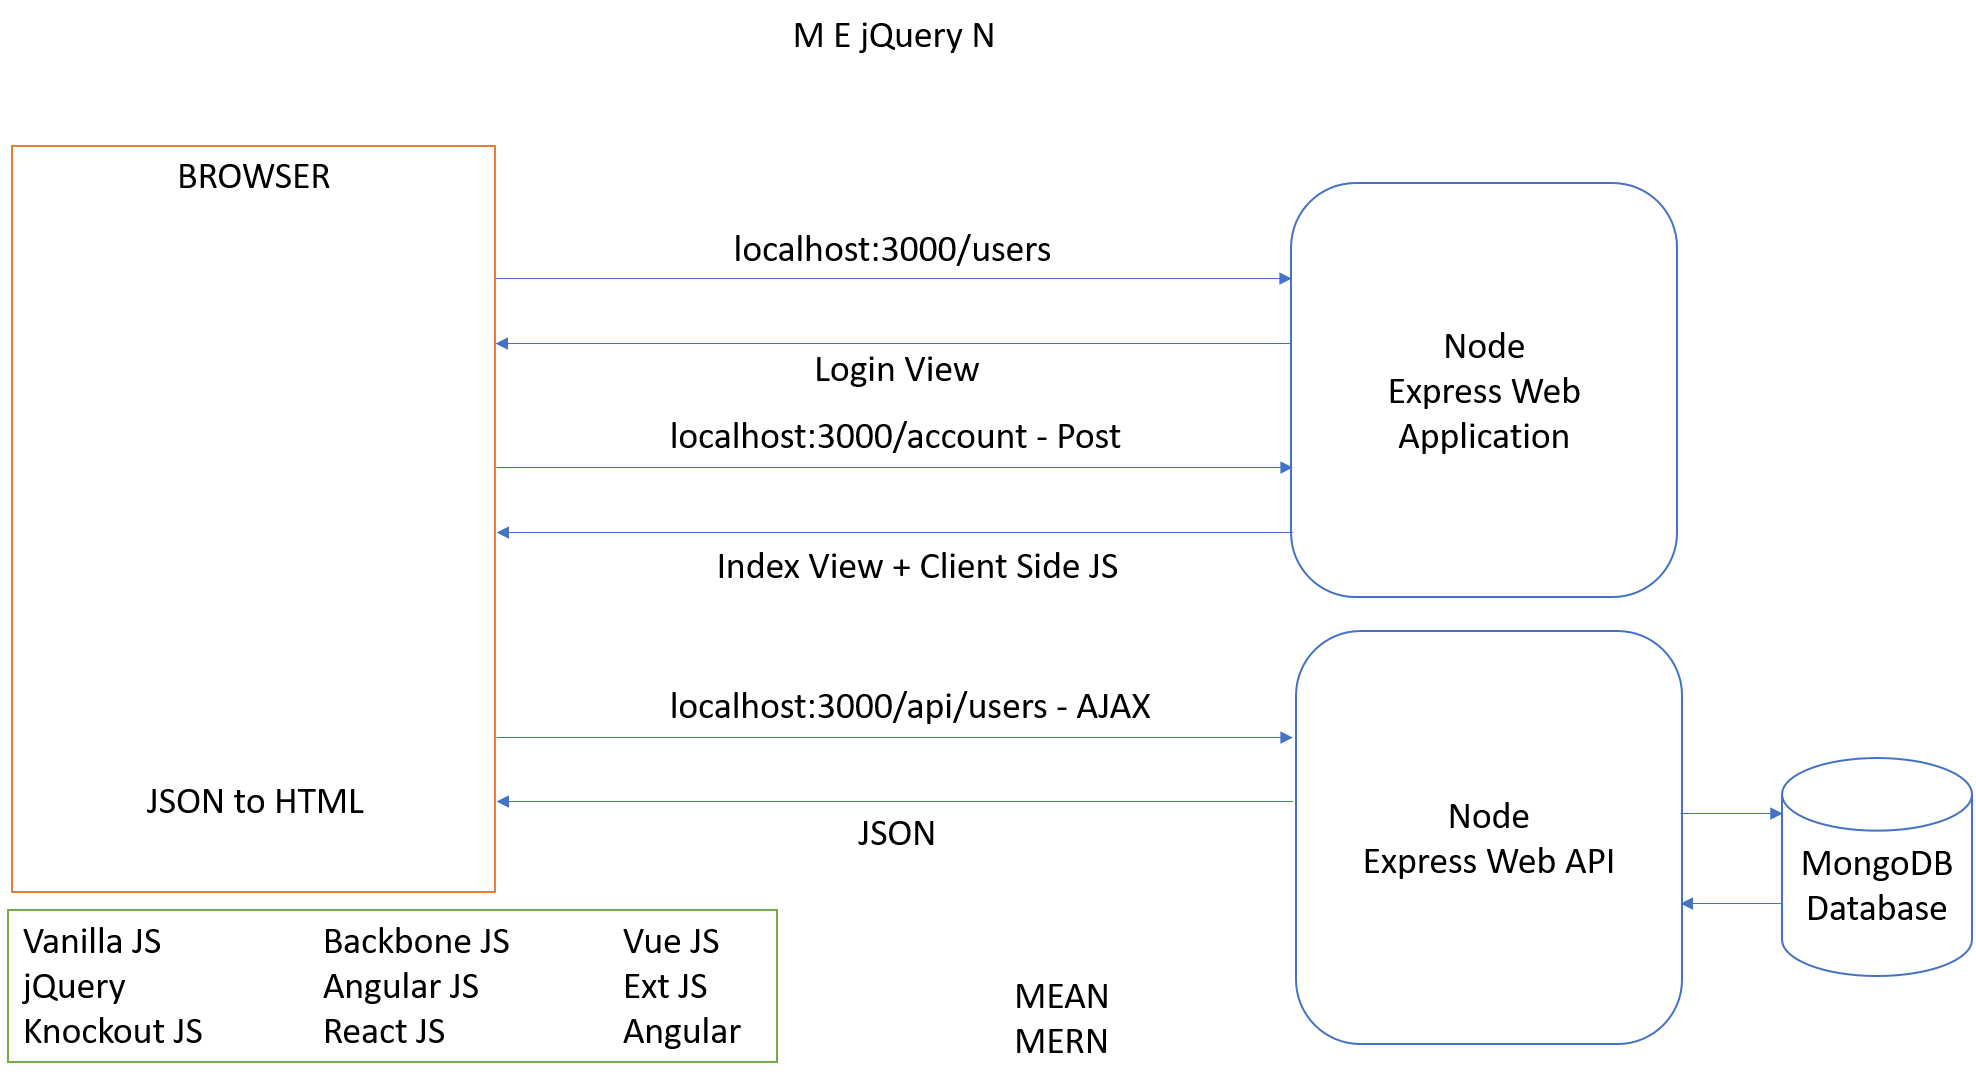 M E jQuery N
BROWSER
localhost:3000/users
Login View
localhost:3000/account - Post
Index View + Client Side JS
Node
Express Web
Application
localhost:3000/api/users - AJAX
JSON to HTML
JSON
Node
Express Web API
MongoDB
Database
Vanilla JS
jQuery
Knockout JS
Backbone JS
Angular JS
React JS
Vue JS
Ext JS
Angular
MEAN
MERN